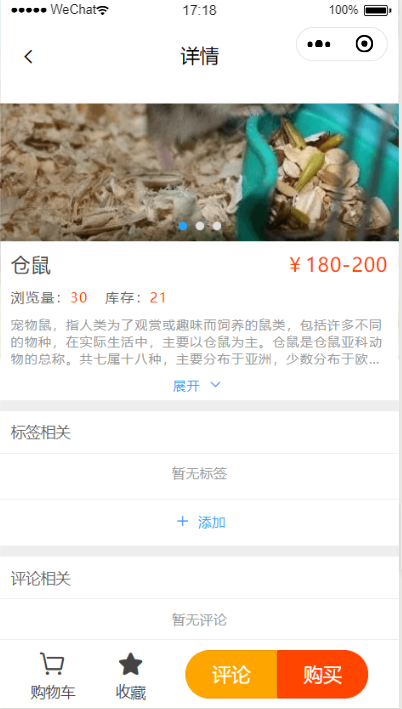 WeChat 17:18 100%
详情
仓鼠 ￥180-200
浏览量：30 库存：21
宠物鼠，指人类为了观赏或趣味而饲养的鼠类，包括许多不同
的物种，在实际生活中，主要以仓鼠为主。仓鼠是仓鼠亚科动
物的总称。共七属十八种，主要分布于亚洲，少数分布于欧...
展开
标签相关
暂无标签
+ 添加
评论相关
暂无评论
购物车 收藏 评论 购买